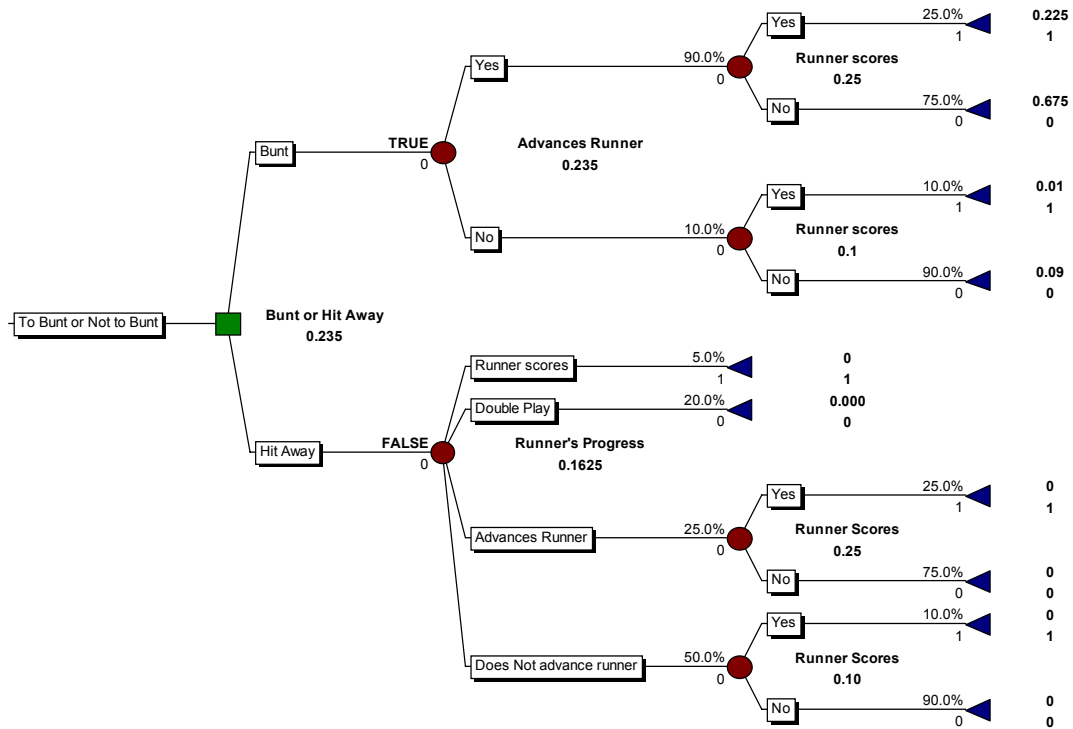 Yes
25.0%
1
0.225
1
Runner scores
0.25
No
75.0%
0
0.675
0
Yes
90.0%
0
Bunt
TRUE
0
Advances Runner
0.235
No
10.0%
0
Yes
10.0%
1
0.01
1
Runner scores
0.1
No
90.0%
0
0.09
0
To Bunt or Not to Bunt
Bunt or Hit Away
0.235
Runner scores
5.0%
1
0
1
Double Play
20.0%
0
0.000
0
Hit Away
FALSE
0
Runner's Progress
0.1625
Advances Runner
25.0%
0
Yes
25.0%
1
0
1
Runner Scores
0.25
No
75.0%
0
0
0
Does Not advance runner
50.0%
0
Yes
10.0%
1
0
1
Runner Scores
0.10
No
90.0%
0
0
0